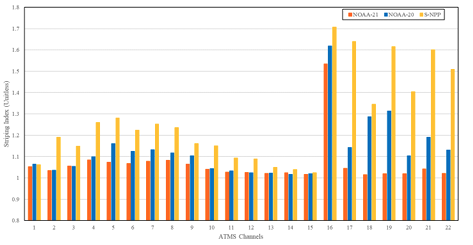 NOAA-21 NOAA-20 S-NPP
1.8
1.7
1.6
1.5
1.4
1.3
1.2
1.1
1
0.9
0.8
Striping Index (Unitless)
1 2 3 4 5 6 7 8 9 10 11 12 13 14 15 16 17 18 19 20 21 22
ATMS Channels